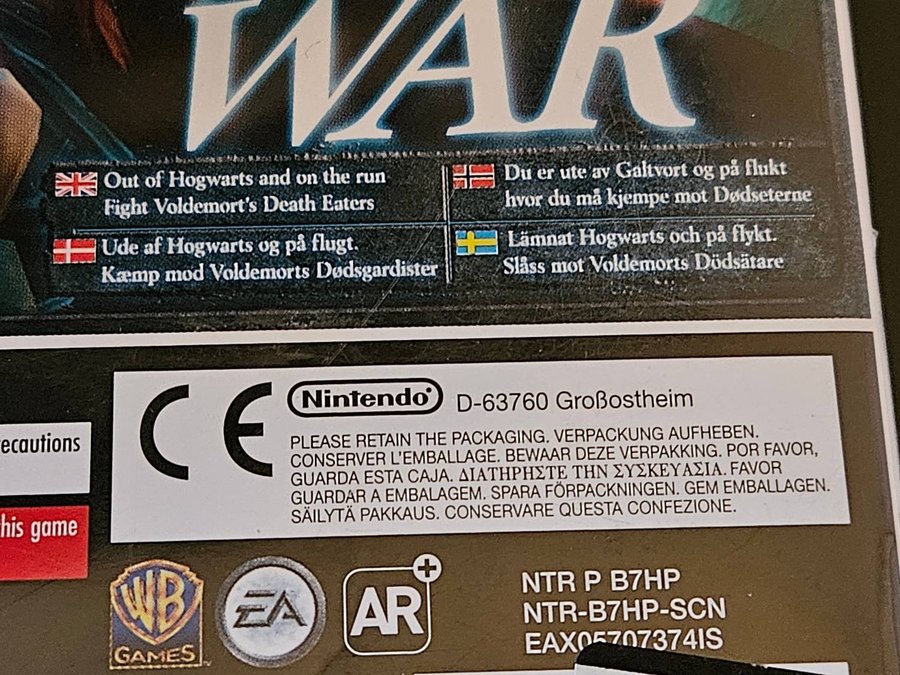 WAR
Out of Hogwarts and on the run
Fight Voldemort's Death Eaters
Du er ute av Galtvort og på flukt
hvor du må kjempe mot Dødseterne
Ude af Hogwarts og på flugt.
Kæmp mod Voldemorts Dødsgardister
Lämnat Hogwarts och på flykt.
Slåss mot Voldemorts Dödsätare
ecautions
his game
CE
Nintendo® D-63760 Großostheim
PLEASE RETAIN THE PACKAGING. VERPACKUNG AUFHEBEN.
CONSERVER L'EMBALLAGE. BEWAAR DEZE VERPAKKING. POR FAVOR,
GUARDA ESTA CAJA. ΔΙΑΤΗΡΗΣΤΕ ΤΗΝ ΣΥΣΚΕΥΑΣΙΑ. FAVOR
GUARDAR A EMBALAGEM. SPARA FÖRPACKNINGEN. GEM EMBALLAGEN.
SÄILYTÄ PAKKAUS. CONSERVARE QUESTA CONFEZIONE.
WB
GAMES
EA
AR+
NTR P B7HP
NTR-B7HP-SCN
EAX05707374IS